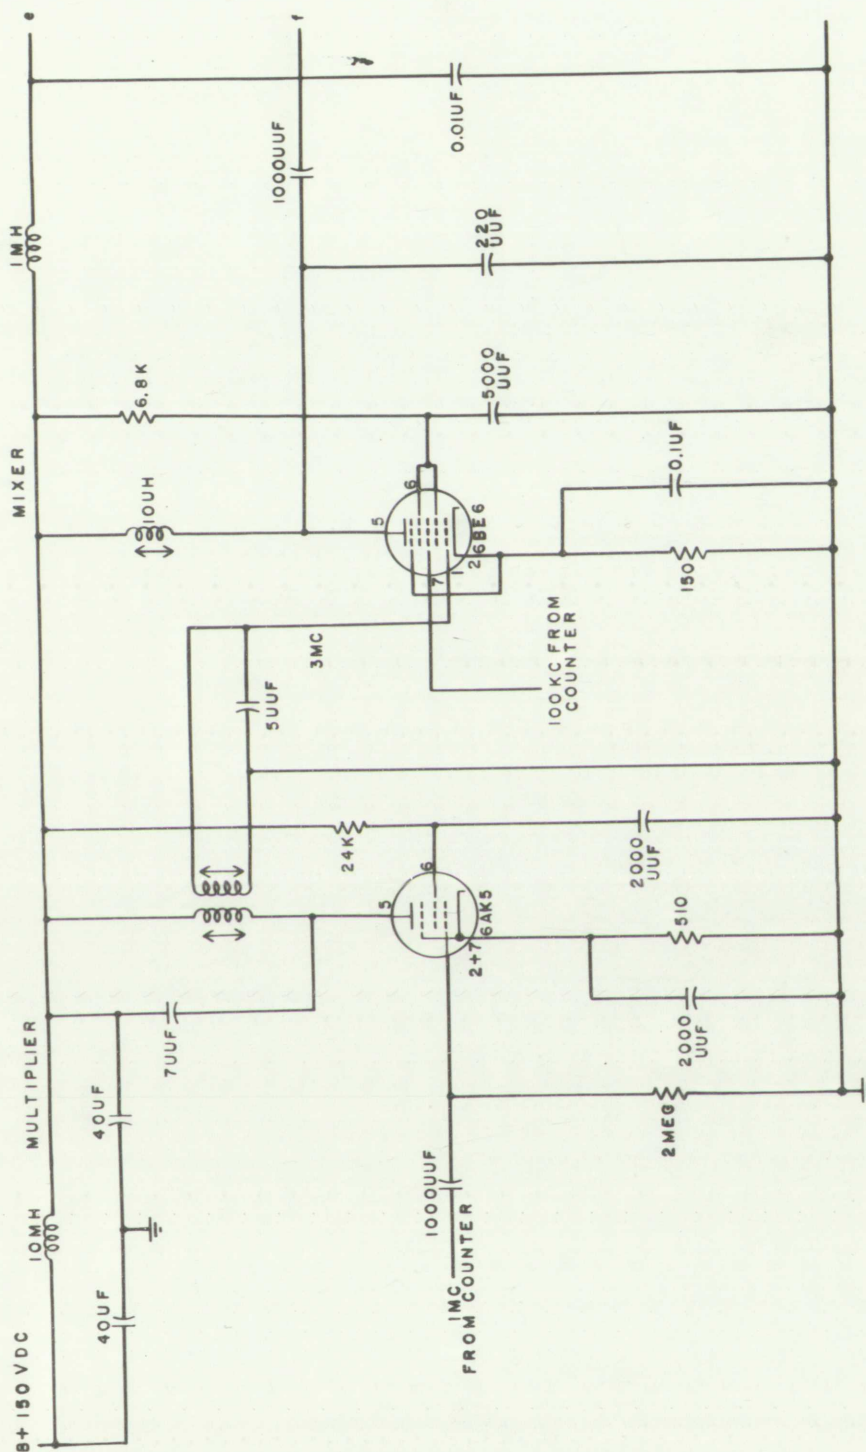 B+ 150 VDC
10MH
MULTIPLIER
MIXER
1MH
e
40UF
40UF
7UUF
24K
5UUF
3MC
10UH
6.8K
f
1000UUF
1MC
FROM COUNTER
1000UUF
2MEG
5
6
2+7
6AK5
2000
UUF
510
2000
UUF
100KC FROM
COUNTER
5
6
7
1
2
6BE6
150
0.1UF
5000
UUF
220
UUF
0.01UF